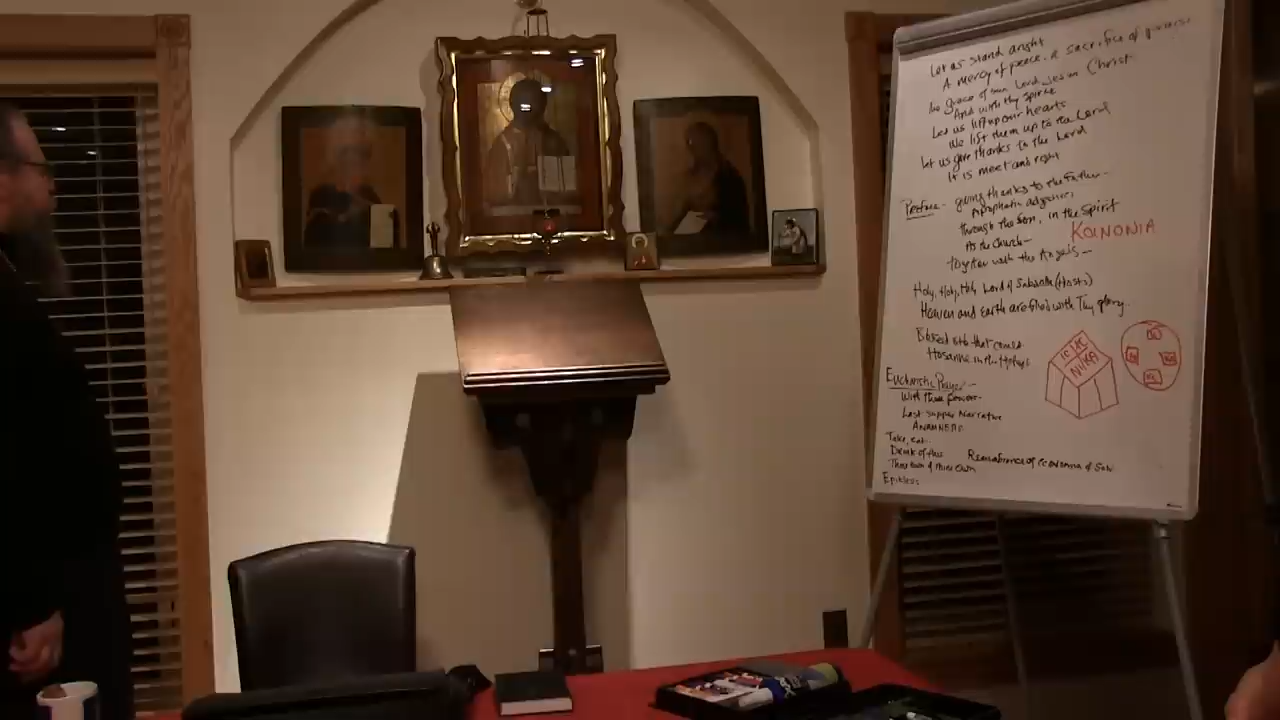 Let us stand aright
A mercy of peace, a sacrifice of praise
The grace of our Lord Jesus Christ
And with thy spirit
Let us lift up our hearts
We lift them up to the Lord
Let us give thanks to the Lord
It is meet and right
Preface - giving thanks to the Father-
Apophatic adjectives
through the Son, in the Spirit
As the Church-
KOINONIA
together with the Angels-
Holy, Holy, Holy Lord of Sabaoth (Hosts)
Heaven and earth are filled with Thy glory.
Blessed is he that comes
Hosanna in the Highest
IC XC
NIKA
Eucharistic Prayer-
With these powers-
Last supper Narrative
ANAMNESIS
Take, eat-
Drink of this
Thine own of thine own
Remembrance of economia of Salv
Epiklesis